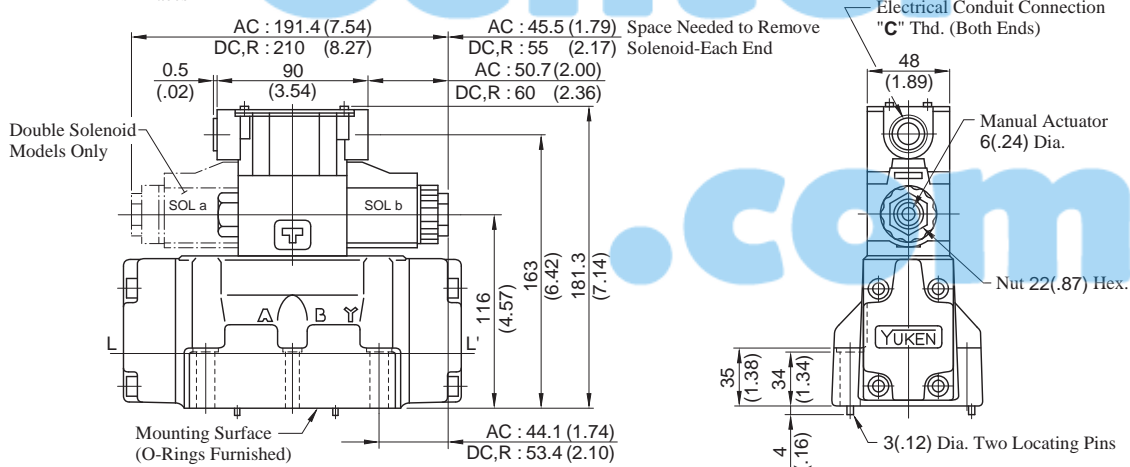 AC : 191.4 (7.54)
DC,R : 210 (8.27)
AC : 45.5 (1.79)
DC,R : 55 (2.17)
Space Needed to Remove
Solenoid-Each End
Electrical Conduit Connection
"C" Thd. (Both Ends)
0.5
(.02)
90
(3.54)
AC : 50.7 (2.00)
DC,R : 60 (2.36)
48
(1.89)
Double Solenoid
Models Only
Manual Actuator
6(.24) Dia.
SOL a
SOL b
.com
116
(4.57)
163
(6.42)
181.3
(7.14)
Nut 22(.87) Hex.
A B Y
L
L'
YUKEN
35
(1.38)
34
(1.34)
4
(.16)
Mounting Surface
(O-Rings Furnished)
AC : 44.1 (1.74)
DC,R : 53.4 (2.10)
3(.12) Dia. Two Locating Pins